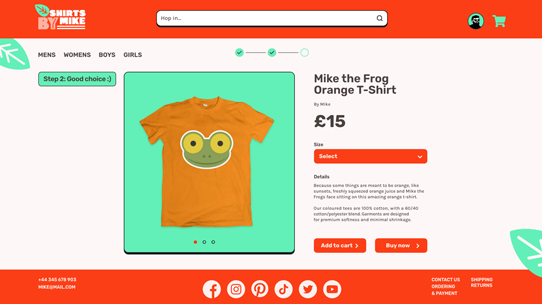 SHIRTS
BY MIKE
Hop in...
MENS WOMENS BOYS GIRLS
Step 2: Good choice ;)
Mike the Frog
Orange T-Shirt
By Mike
£15
Size
Select
Details
Because some things are meant to be orange, like
sunsets, freshly squeezed orange juice and Mike the
Frogs face sitting on this amazing orange t-shirt.
Our coloured tees are 100% cotton, with a 60/40
cotton/polyester blend. Garments are designed
for premium softness and minimal shrinkage.
Add to cart
Buy now
+44 345 678 903
MIKE@MAIL.COM
CONTACT US
ORDERING
& PAYMENT
SHIPPING
RETURNS